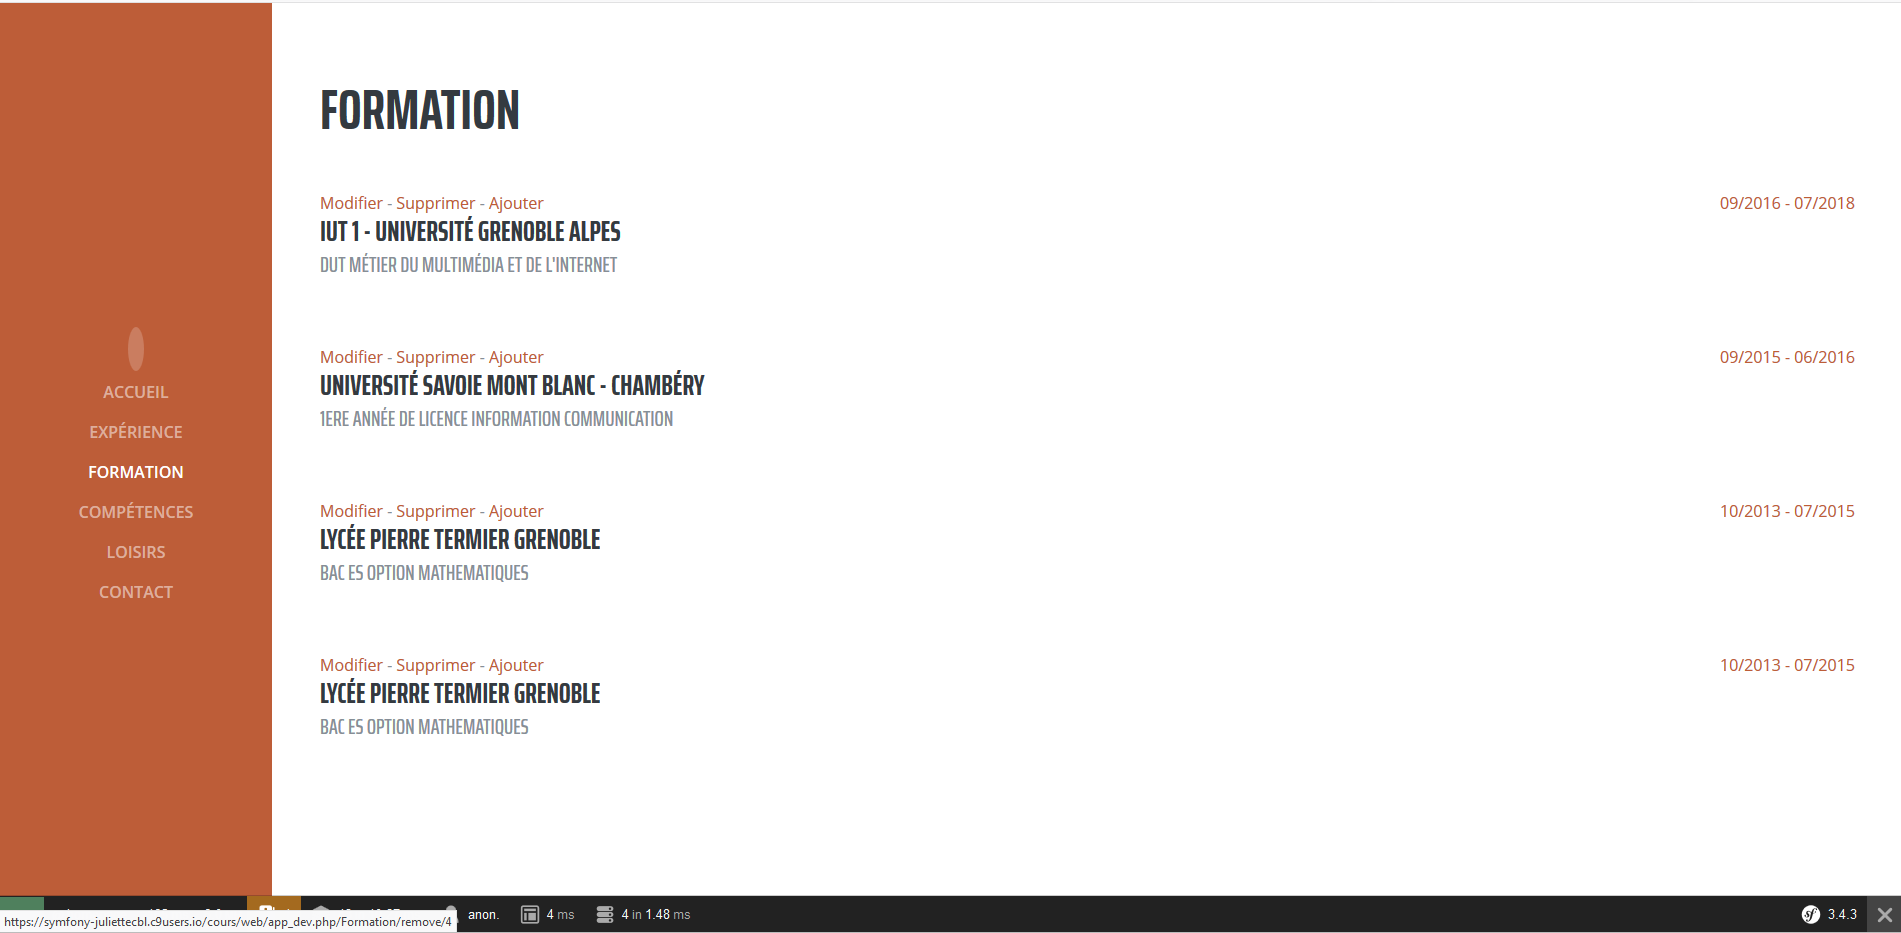 FORMATION
Modifier - Supprimer - Ajouter
09/2016 - 07/2018
IUT 1 - UNIVERSITÉ GRENOBLE ALPES
DUT MÉTIER DU MULTIMÉDIA ET DE L'INTERNET
Modifier - Supprimer - Ajouter
09/2015 - 06/2016
UNIVERSITÉ SAVOIE MONT BLANC - CHAMBÉRY
1ERE ANNÉE DE LICENCE INFORMATION COMMUNICATION
Modifier - Supprimer - Ajouter
10/2013 - 07/2015
LYCÉE PIERRE TERMIER GRENOBLE
BAC ES OPTION MATHEMATIQUES
Modifier - Supprimer - Ajouter
10/2013 - 07/2015
LYCÉE PIERRE TERMIER GRENOBLE
BAC ES OPTION MATHEMATIQUES
ACCUEIL
EXPÉRIENCE
FORMATION
COMPÉTENCES
LOISIRS
CONTACT
anon.
4 ms
4 in 1.48 ms
sf 3.4.3
https://symfony-juliettecbl.c9users.io/cours/web/app_dev.php/Formation/remove/4